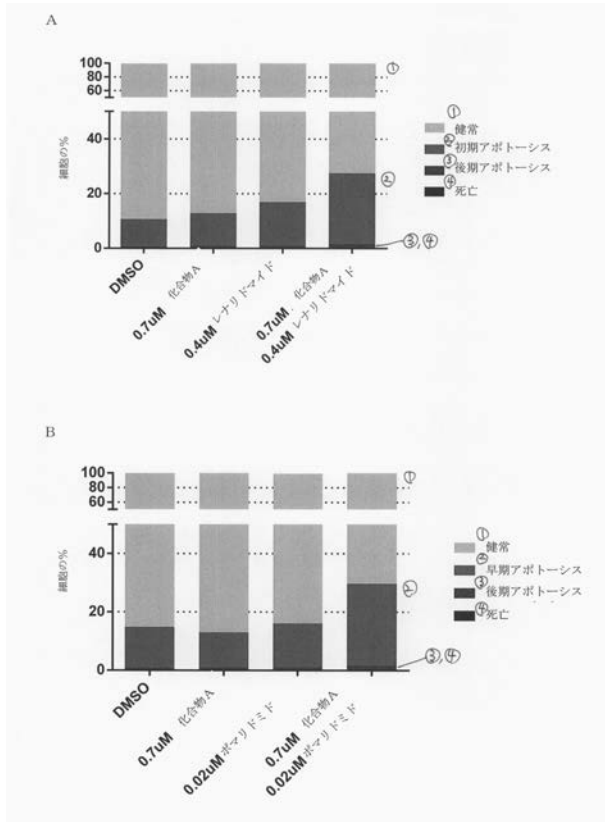 A
100
80
60
40
20
0
細胞の%
①
②
③,④
①
健常
②
初期アポトーシス
③
後期アポトーシス
④
死亡
DMSO
0.7uM 化合物A
0.4uM レナリドマイド
0.7uM 化合物A
0.4uM レナリドマイド
B
100
80
60
40
20
0
細胞の%
①
②
③,④
①
健常
②
早期アポトーシス
③
後期アポトーシス
④
死亡
DMSO
0.7uM 化合物A
0.02uM ポマリドミド
0.7uM 化合物A
0.02uM ポマリドミド